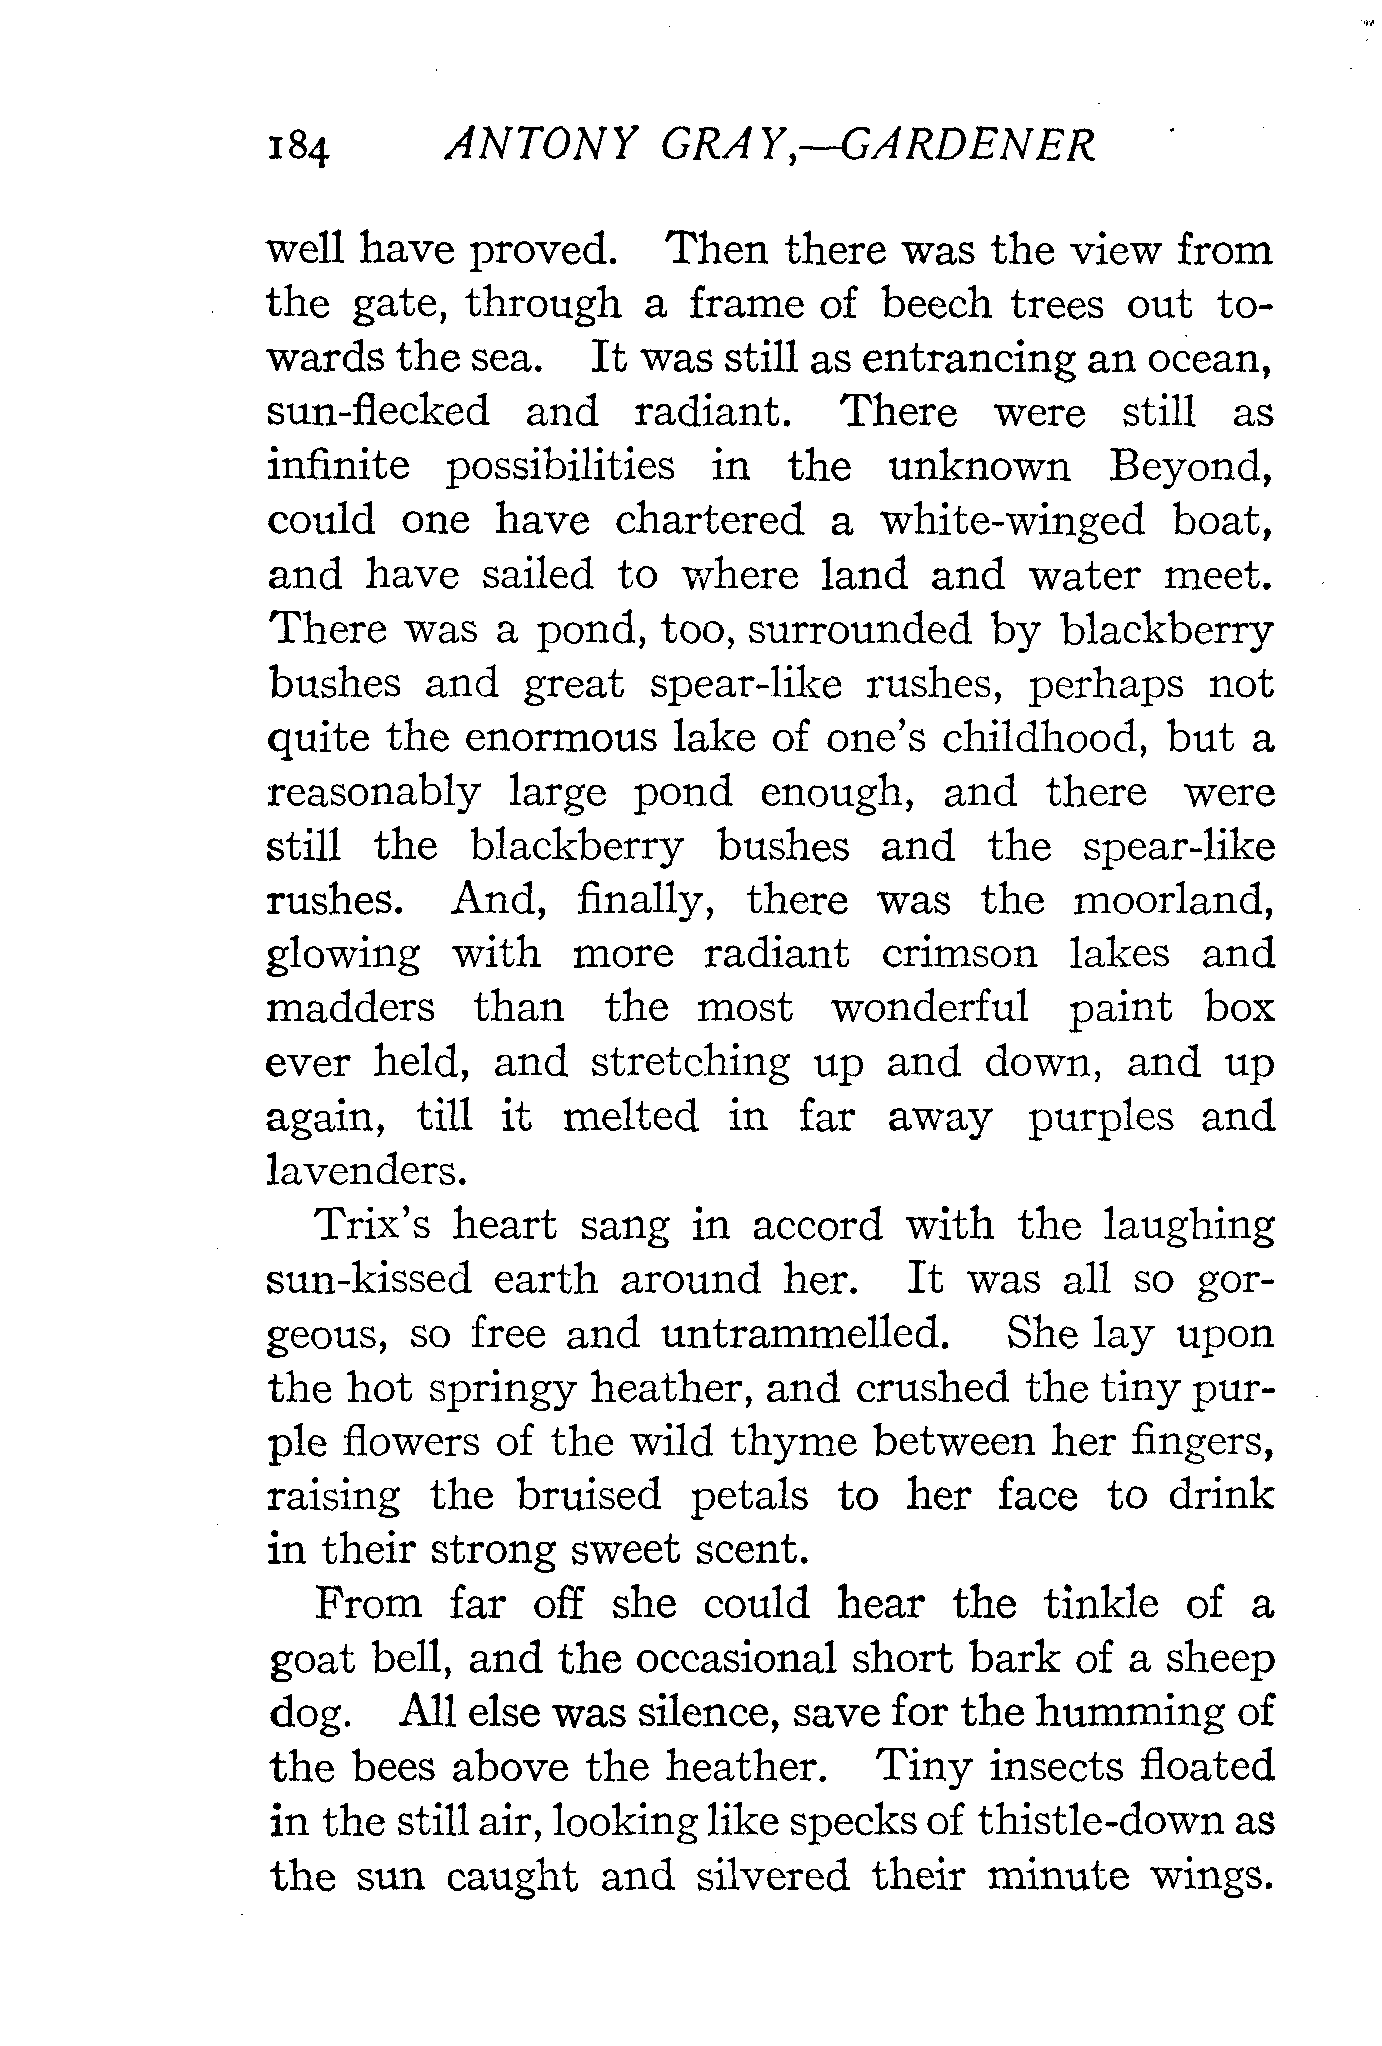 184 ANTONY GRAY,—GARDENER
well have proved. Then there was the view from
the gate, through a frame of beech trees out to-
wards the sea. It was still as entrancing an ocean,
sun-flecked and radiant. There were still as
infinite possibilities in the unknown Beyond,
could one have chartered a white-winged boat,
and have sailed to where land and water meet.
There was a pond, too, surrounded by blackberry
bushes and great spear-like rushes, perhaps not
quite the enormous lake of one's childhood, but a
reasonably large pond enough, and there were
still the blackberry bushes and the spear-like
rushes. And, finally, there was the moorland,
glowing with more radiant crimson lakes and
madders than the most wonderful paint box
ever held, and stretching up and down, and up
again, till it melted in far away purples and
lavenders.
Trix's heart sang in accord with the laughing
sun-kissed earth around her. It was all so gor-
geous, so free and untrammelled. She lay upon
the hot springy heather, and crushed the tiny pur-
ple flowers of the wild thyme between her fingers,
raising the bruised petals to her face to drink
in their strong sweet scent.
From far off she could hear the tinkle of a
goat bell, and the occasional short bark of a sheep
dog. All else was silence, save for the humming of
the bees above the heather. Tiny insects floated
in the still air, looking like specks of thistle-down as
the sun caught and silvered their minute wings.